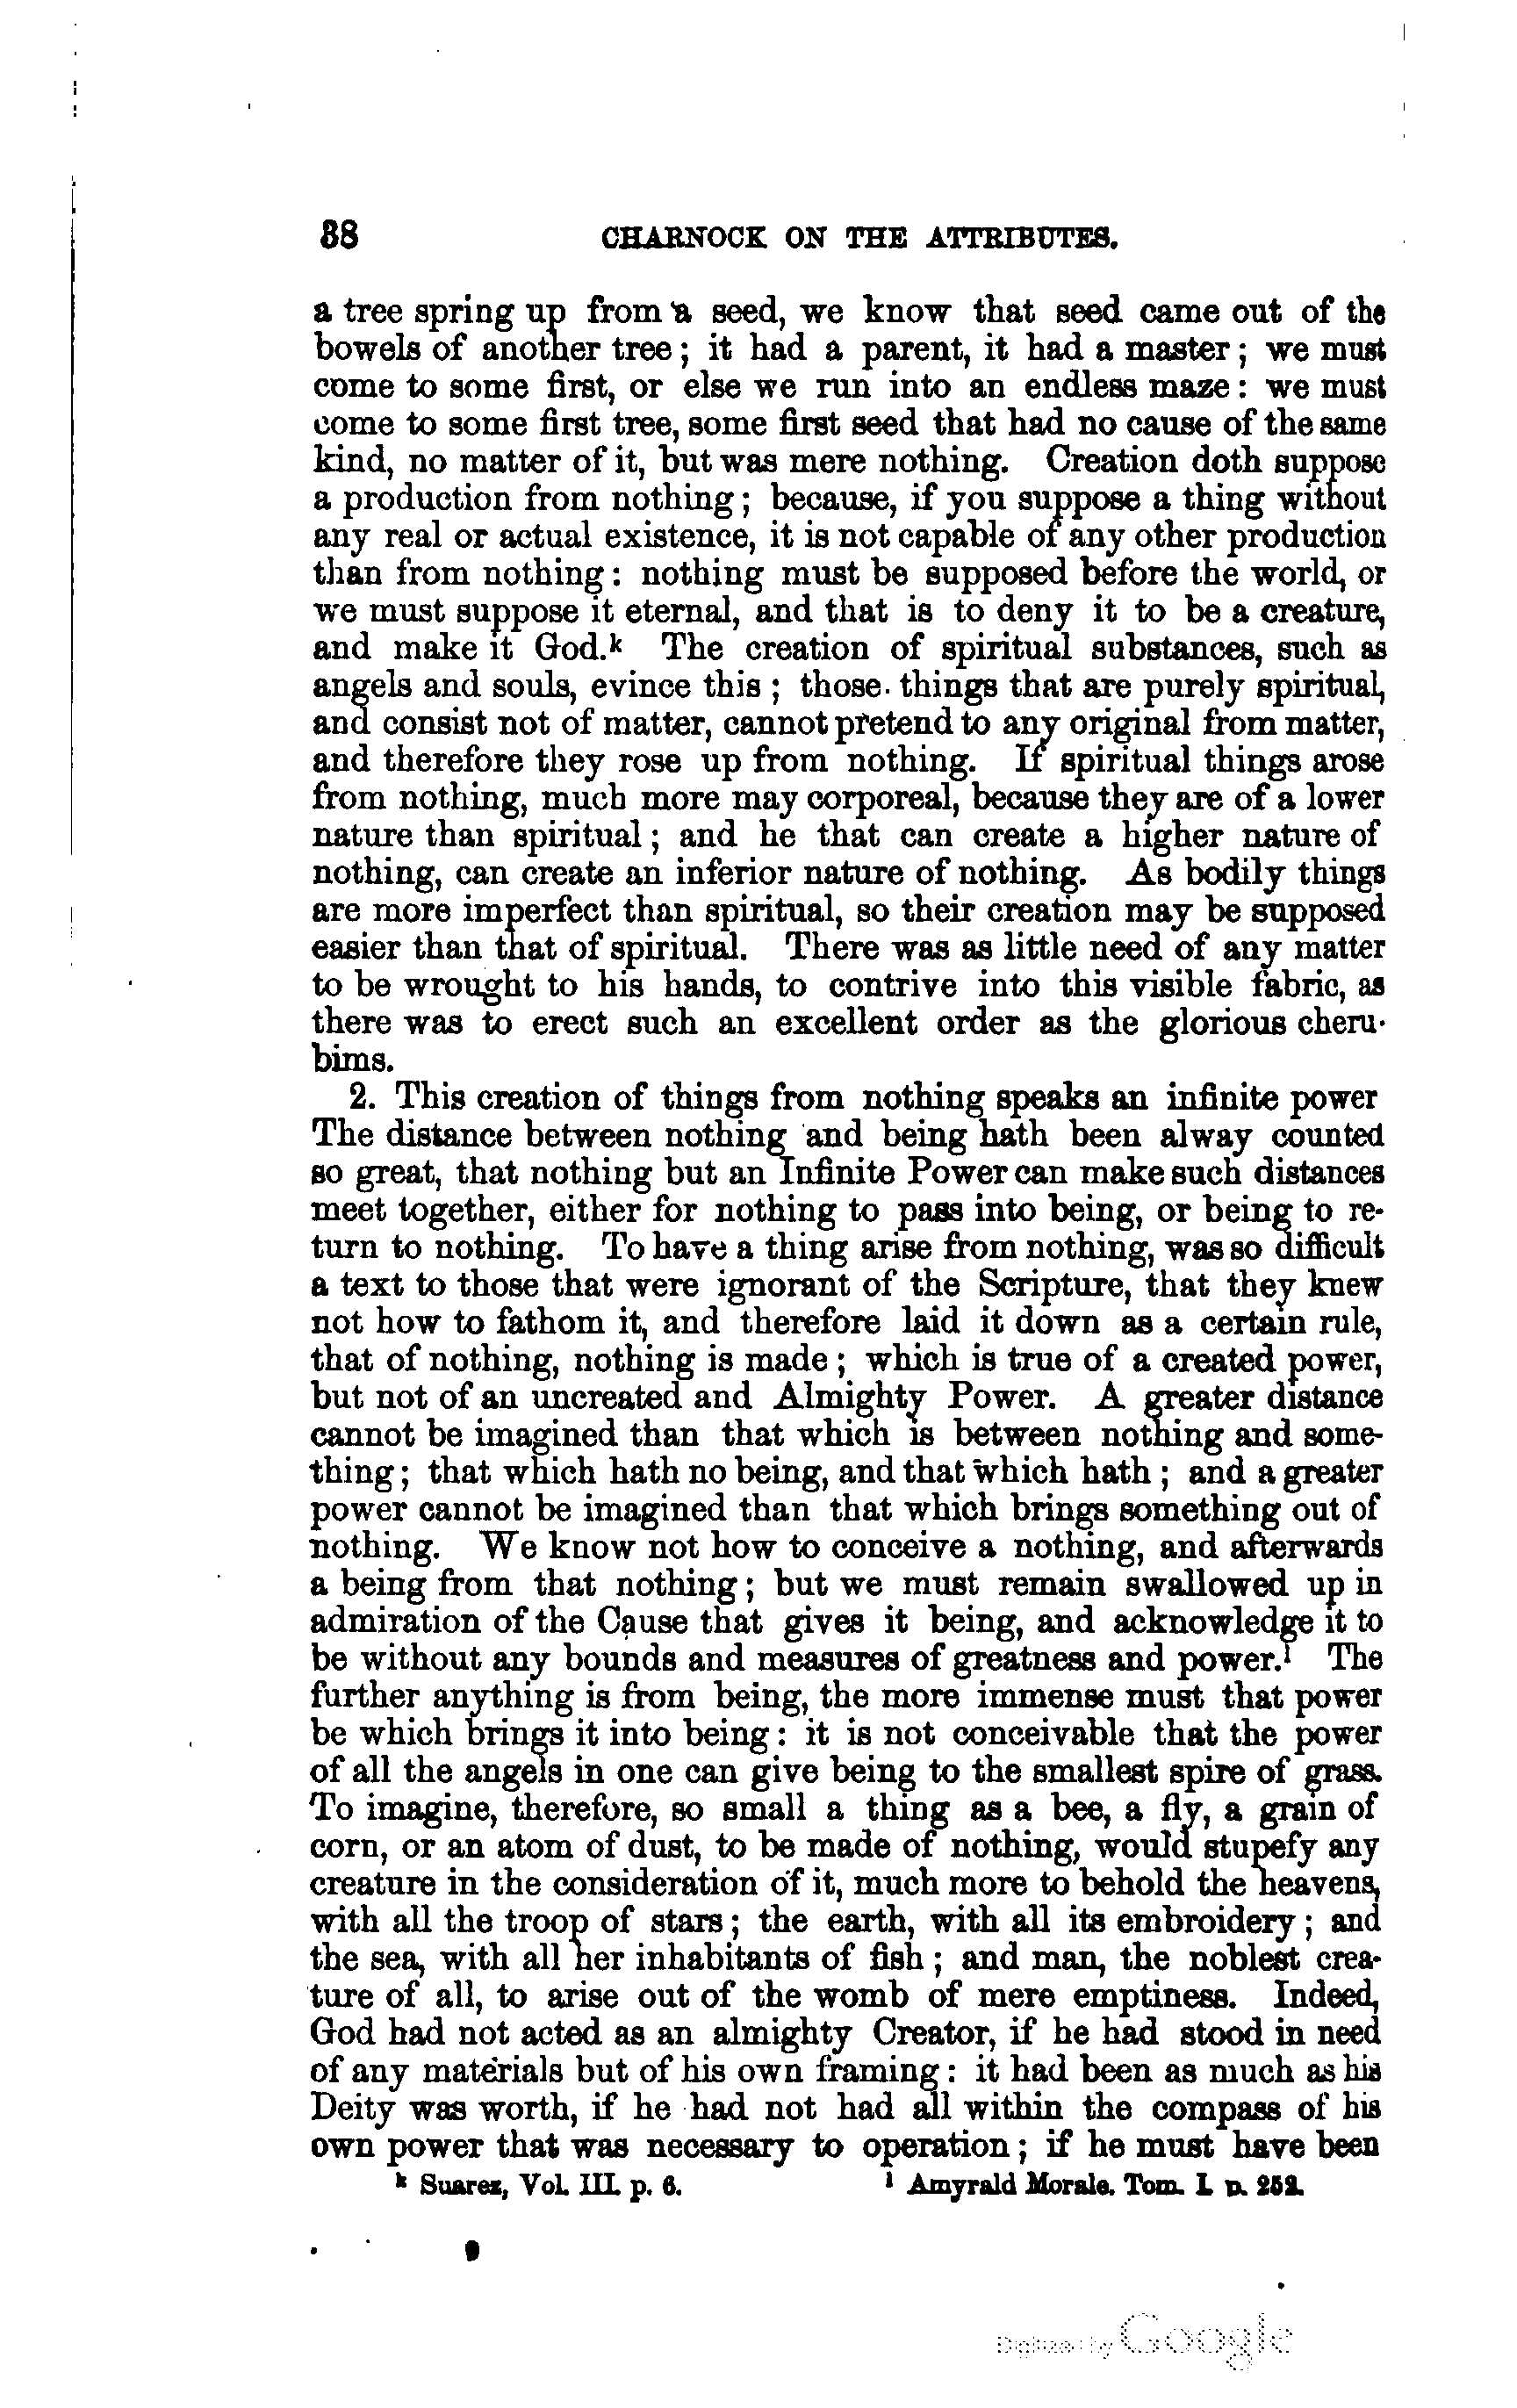 38 CHARNOCK ON THE ATTRIBUTES.
a tree spring up from a seed, we know that seed came out of the
bowels of another tree; it had a parent, it had a master; we must
come to some first, or else we run into an endless maze: we must
come to some first tree, some first seed that had no cause of the same
kind, no matter of it, but was mere nothing. Creation doth suppose
a production from nothing; because, if you suppose a thing without
any real or actual existence, it is not capable of any other production
than from nothing: nothing must be supposed before the world, or
we must suppose it eternal, and that is to deny it to be a creature,
and make it God.k The creation of spiritual substances, such as
angels and souls, evince this; those things that are purely spiritual,
and consist not of matter, cannot pretend to any original from matter,
and therefore they rose up from nothing. If spiritual things arose
from nothing, much more may corporeal, because they are of a lower
nature than spiritual; and he that can create a higher nature of
nothing, can create an inferior nature of nothing. As bodily things
are more imperfect than spiritual, so their creation may be supposed
easier than that of spiritual. There was as little need of any matter
to be wrought to his hands, to contrive into this visible fabric, as
there was to erect such an excellent order as the glorious cheru-
bims.
2. This creation of things from nothing speaks an infinite power
The distance between nothing and being hath been alway counted
so great, that nothing but an Infinite Power can make such distances
meet together, either for nothing to pass into being, or being to re-
turn to nothing. To have a thing arise from nothing, was so difficult
a text to those that were ignorant of the Scripture, that they knew
not how to fathom it, and therefore laid it down as a certain rule,
that of nothing, nothing is made; which is true of a created power,
but not of an uncreated and Almighty Power. A greater distance
cannot be imagined than that which is between nothing and some-
thing; that which hath no being, and that which hath; and a greater
power cannot be imagined than that which brings something out of
nothing. We know not how to conceive a nothing, and afterwards
a being from that nothing; but we must remain swallowed up in
admiration of the Cause that gives it being, and acknowledge it to
be without any bounds and measures of greatness and power.l The
further anything is from being, the more immense must that power
be which brings it into being: it is not conceivable that the power
of all the angels in one can give being to the smallest spire of grass.
To imagine, therefore, so small a thing as a bee, a fly, a grain of
corn, or an atom of dust, to be made of nothing, would stupefy any
creature in the consideration of it, much more to behold the heavens,
with all the troop of stars; the earth, with all its embroidery; and
the sea, with all her inhabitants of fish; and man, the noblest crea-
ture of all, to arise out of the womb of mere emptiness. Indeed,
God had not acted as an almighty Creator, if he had stood in need
of any materials but of his own framing: it had been as much as his
Deity was worth, if he had not had all within the compass of his
own power that was necessary to operation; if he must have been
k Suarez, Vol. III. p. 6. l Amyrald Morale. Tom. I. p. 252.
Digitized by Google